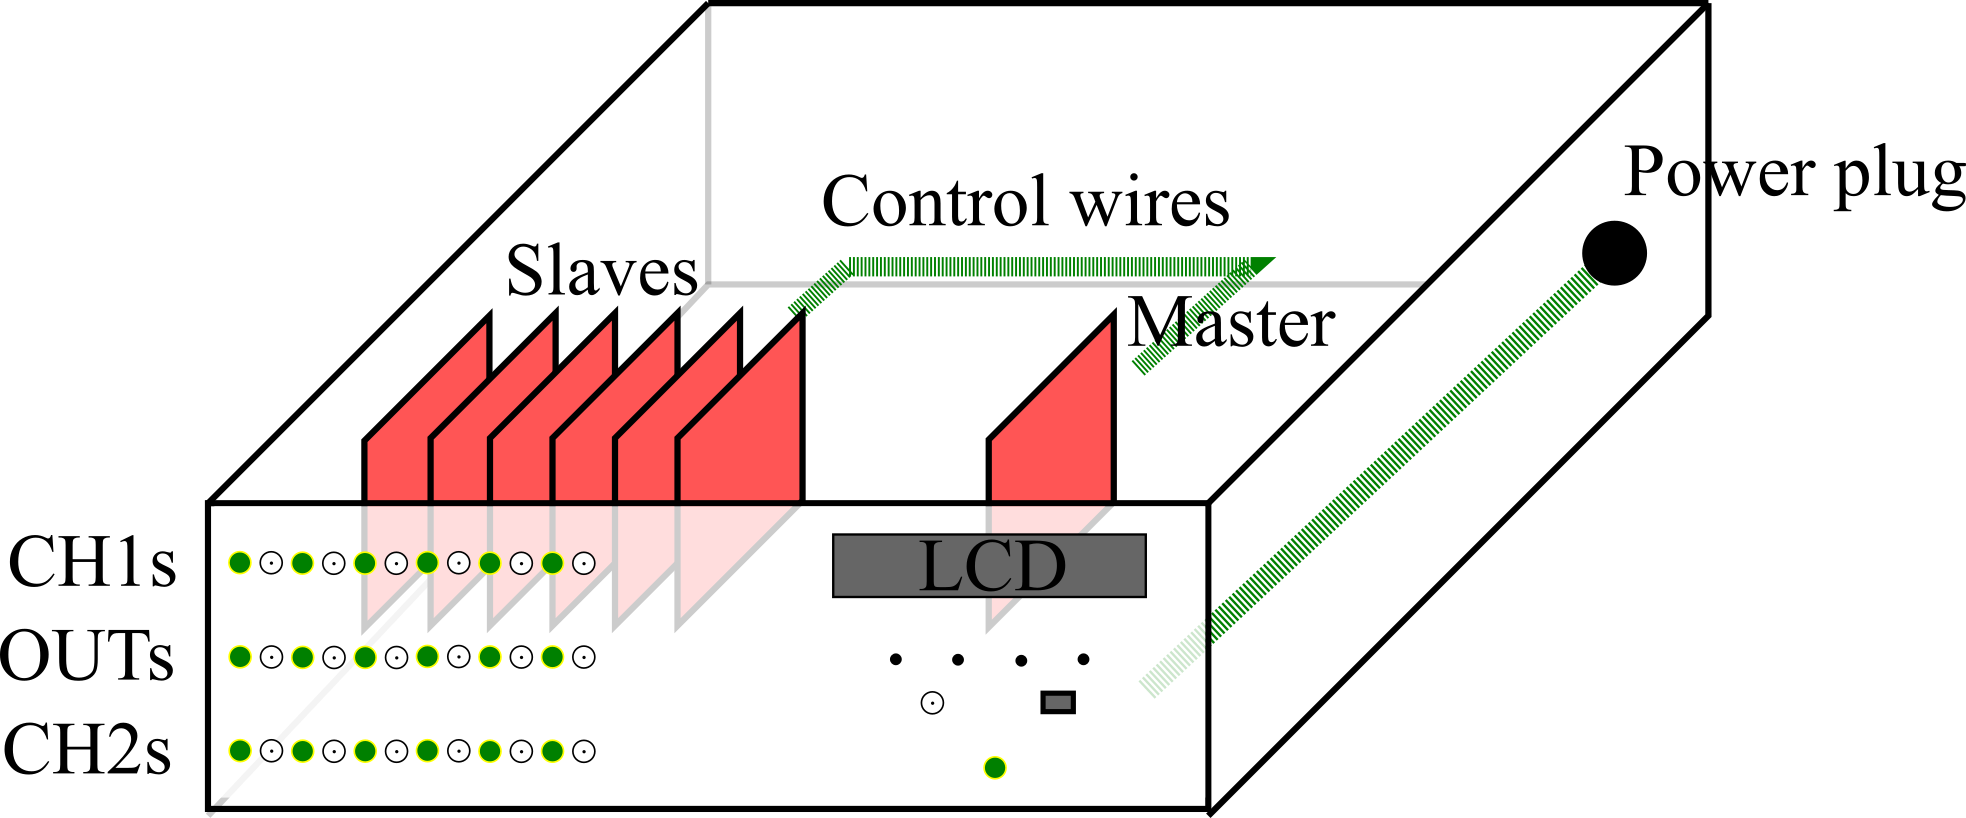 Power plug
Control wires
Slaves
Master
CH1s
LCD
OUTs
CH2s